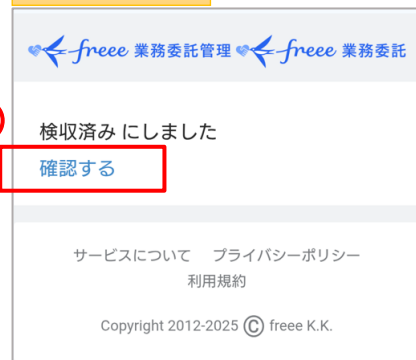 freee 業務委託管理 freee 業務委託
検収済み にしました
確認する
サービスについて プライバシーポリシー
利用規約
Copyright 2012-2025 © freee K.K.